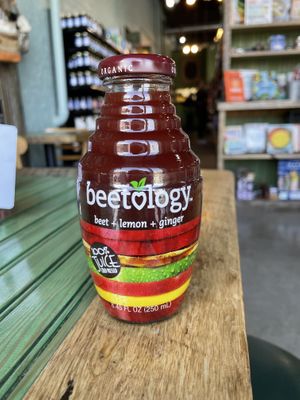 ORGANIC
beetology
beet + lemon + ginger
100%
JUICE
8.45 FL OZ (250 mL)